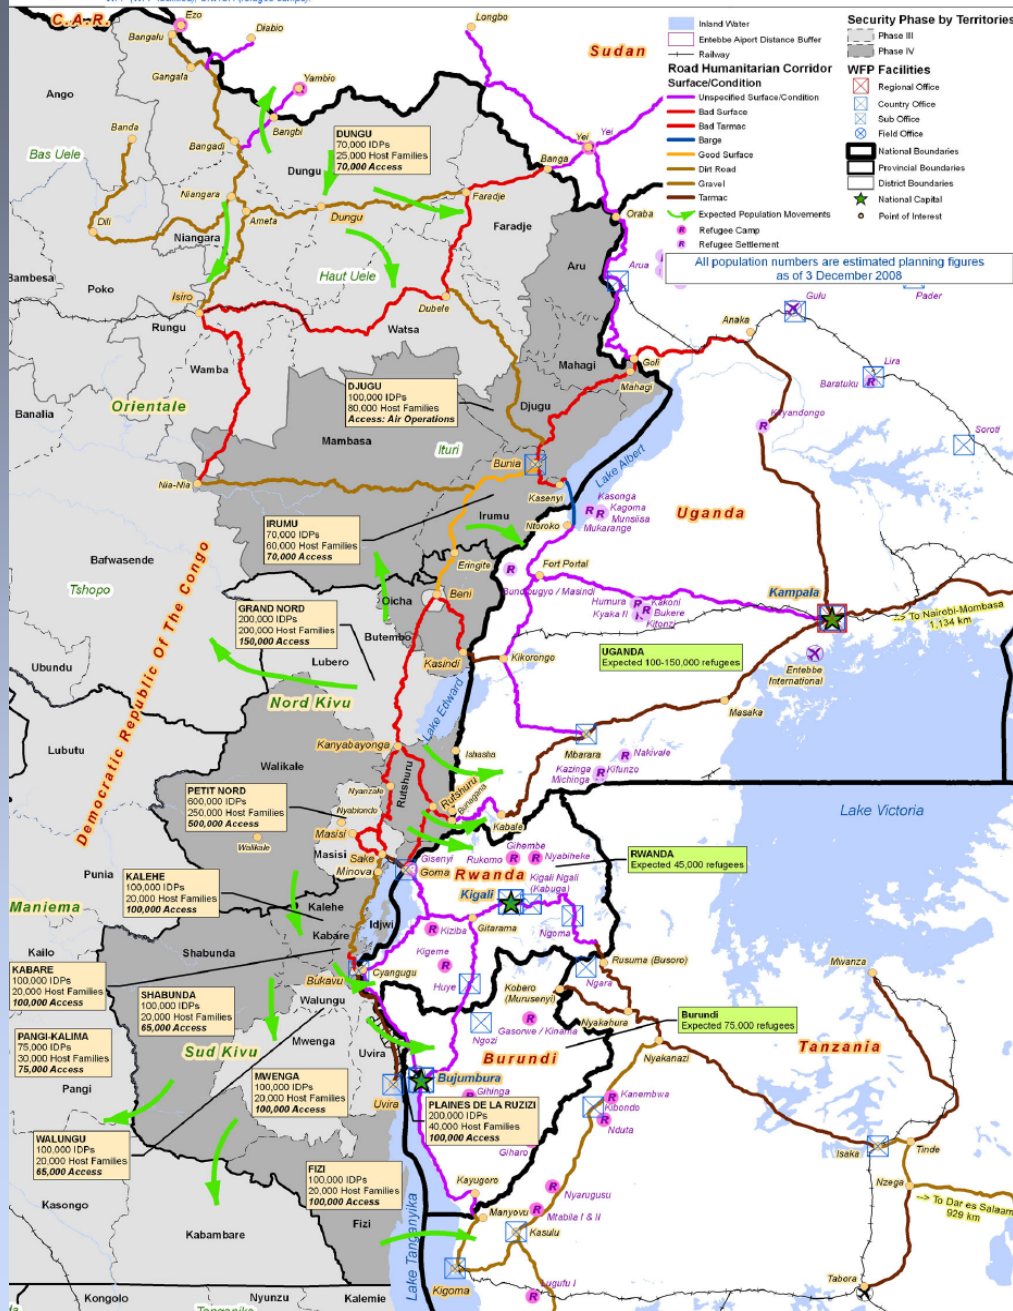 C.A.R.
Ezo
Bangalu
Diabio
Longbo
Sudan
Gangala
Yambio
Ango
Banda
Bangbi
Bangadi
Bas Uele
DUNGU
70,000 IDPs
25,000 Host Families
70,000 Access
Dungu
Yei
Yei
Banga
Niangara
Ameta
Dungu
Faradje
Faradje
Oraba
Dili
Niangara
Haut Uele
Aru
Arua
Bambesa
Poko
Isiro
Rungu
Dubele
Watsa
Wamba
Mahagi
Goli
Mahagi
Anaka
Gulu
Pader
Lira
Baratuku
Orientale
Banalia
DJUGU
100,000 IDPs
80,000 Host Families
Access: Air Operations
Djugu
Mambasa
Ituri
Bunia
Kiryandongo
Soroti
Lake Albert
Nia-Nia
Kasenyi
Kasonga
Kagoma
Munsiisa
Mukarange
Uganda
Irumu
Ntoroko
IRUMU
70,000 IDPs
60,000 Host Families
70,000 Access
Bafwasende
Tshopo
Democratic Republic Of The Congo
Eringite
Fort Portal
Beni
Bundibugyo / Masindi
Humura
Kyaka II
Kakoni
Bukere
Kitonzi
Kampala
--> To Nairobi-Mombasa
1,134 km
Oicha
GRAND NORD
200,000 IDPs
200,000 Host Families
150,000 Access
Butembo
Lubero
Kasindi
Kikorongo
UGANDA
Expected 100-150,000 refugees
Entebbe
International
Ubundu
Nord Kivu
Lake Edward
Masaka
Lubutu
Kanyabayonga
Ishasha
Mbarara
Nakivale
Kazinga
Kifunzo
Michinga
Walikale
Rutshuru
Nyanzale
PETIT NORD
600,000 IDPs
250,000 Host Families
500,000 Access
Nyabiondo
Rutshuru
Bunagana
Kabale
Masisi
Walikale
Masisi
Sake
Minova
Goma
Gisenyi
Lake Victoria
Gihembe
Rukomo
Nyabiheke
RWANDA
Expected 45,000 refugees
Rwanda
Kigali
Kigali Ngali
(Kabuga)
Punia
KALEHE
100,000 IDPs
20,000 Host Families
100,000 Access
Maniema
Kalehe
Idjwi
Kabare
Kiziba
Gitarama
Ngoma
Kailo
Shabunda
Kigeme
KABARE
100,000 IDPs
20,000 Host Families
100,000 Access
Bukavu
Cyangugu
Huye
Rusuma (Busoro)
Ngara
Mwanza
SHABUNDA
100,000 IDPs
20,000 Host Families
65,000 Access
Walungu
Kobero
(Murusenyi)
Gasorwe / Kinama
Nyakahura
Burundi
Expected 75,000 refugees
PANGI-KALIMA
75,000 IDPs
30,000 Host Families
75,000 Access
Mwenga
Sud Kivu
Uvira
Ngozi
Burundi
Nyakanazi
Tanzania
Pangi
MWENGA
100,000 IDPs
20,000 Host Families
100,000 Access
Uvira
Bujumbura
Gihinga
PLAINES DE LA RUZIZI
200,000 IDPs
40,000 Host Families
100,000 Access
Kanembwa
Kibondo
Nduta
WALUNGU
100,000 IDPs
20,000 Host Families
65,000 Access
Giharo
Isaka
Tinde
FIZI
100,000 IDPs
20,000 Host Families
100,000 Access
Kayugoro
Nyarugusu
Nzega
Kasongo
Manyovu
Mtabila I & II
--> To Dar es Salaam
929 km
Kabambare
Fizi
Lake Tanganyika
Kasulu
Kigoma
Lugufu I
Tabora
Kongolo
Nyunzu
Kalemie
Tanganika
Inland Water
Entebbe Aiport Distance Buffer
Railway
Road Humanitarian Corridor
Surface/Condition
Unspecified Surface/Condition
Bad Surface
Bad Tarmac
Barge
Good Surface
Dirt Road
Gravel
Tarmac
Expected Population Movements
R Refugee Camp
R Refugee Settlement
Security Phase by Territories
Phase III
Phase IV
WFP Facilities
Regional Office
Country Office
Sub Office
Field Office
National Boundaries
Provincial Boundaries
District Boundaries
National Capital
Point of Interest
All population numbers are estimated planning figures
as of 3 December 2008